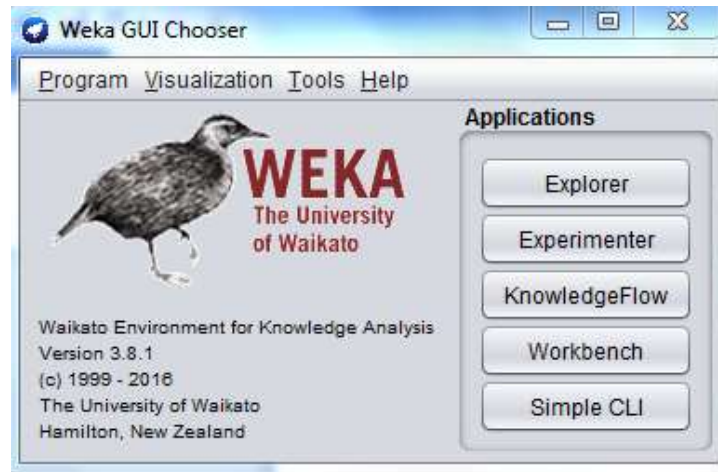 Weka GUI Chooser
Program Visualization Tools Help
WEKA
The University
of Waikato
Waikato Environment for Knowledge Analysis
Version 3.8.1
(c) 1999 - 2016
The University of Waikato
Hamilton, New Zealand
Applications
Explorer
Experimenter
KnowledgeFlow
Workbench
Simple CLI